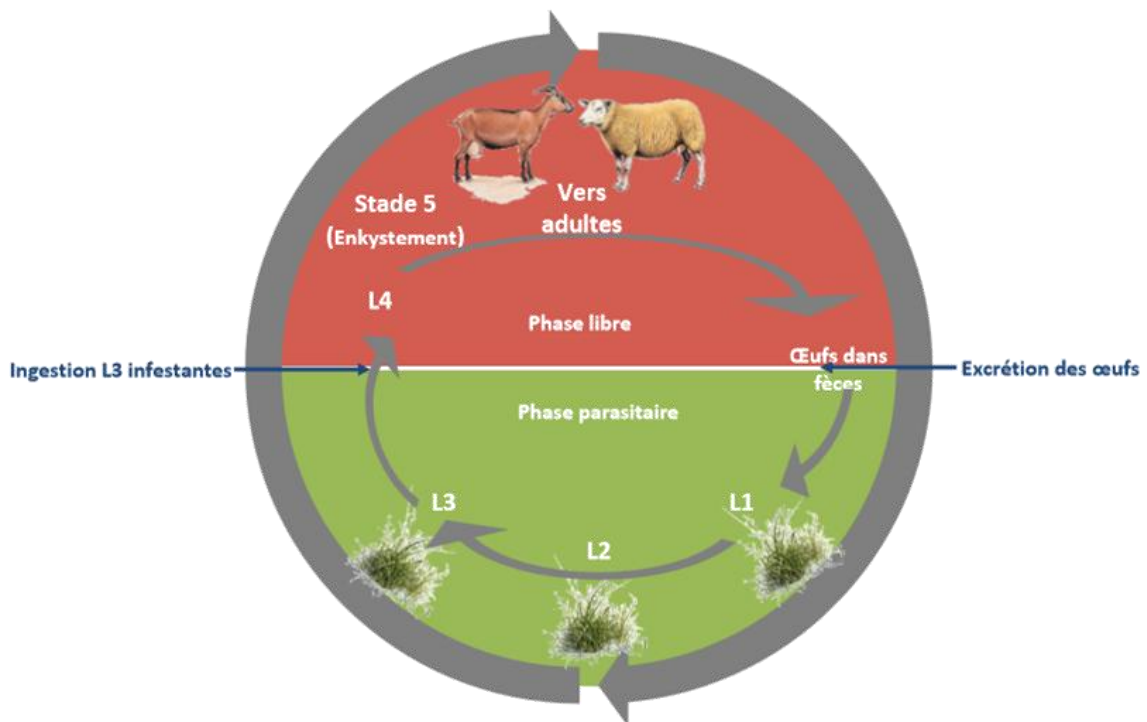 Stade 5
(Enkystement)
Vers
adultes
L4
Phase libre
Ingestion L3 infestantes
Œufs dans
fèces
Excrétion des œufs
Phase parasitaire
L3
L1
L2